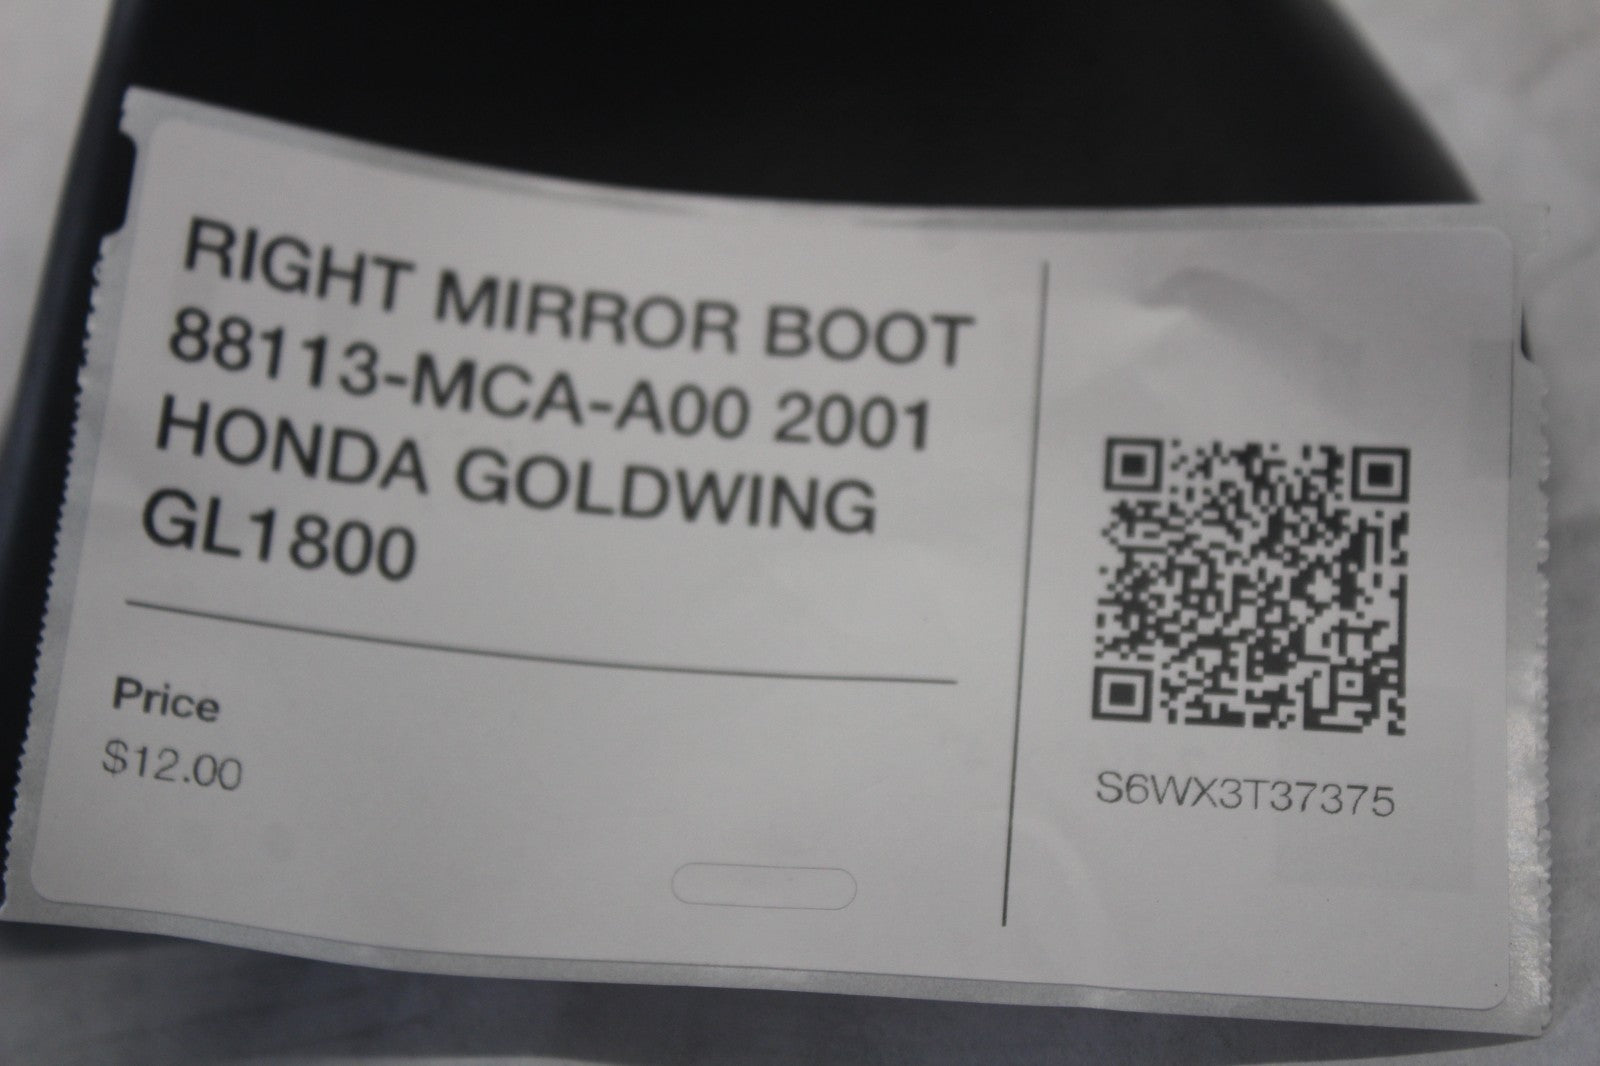 RIGHT MIRROR BOOT
88113-MCA-A00 2001
HONDA GOLDWING
GL1800
Price
$12.00
S6WX3T37375